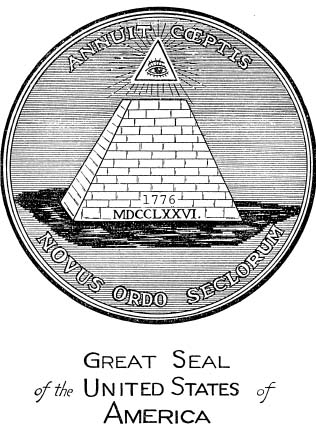 ANNUIT CŒPTIS
1776
MDCCLXXVI.
NOVUS ORDO SECLORUM
GREAT SEAL
of the UNITED STATES of
AMERICA